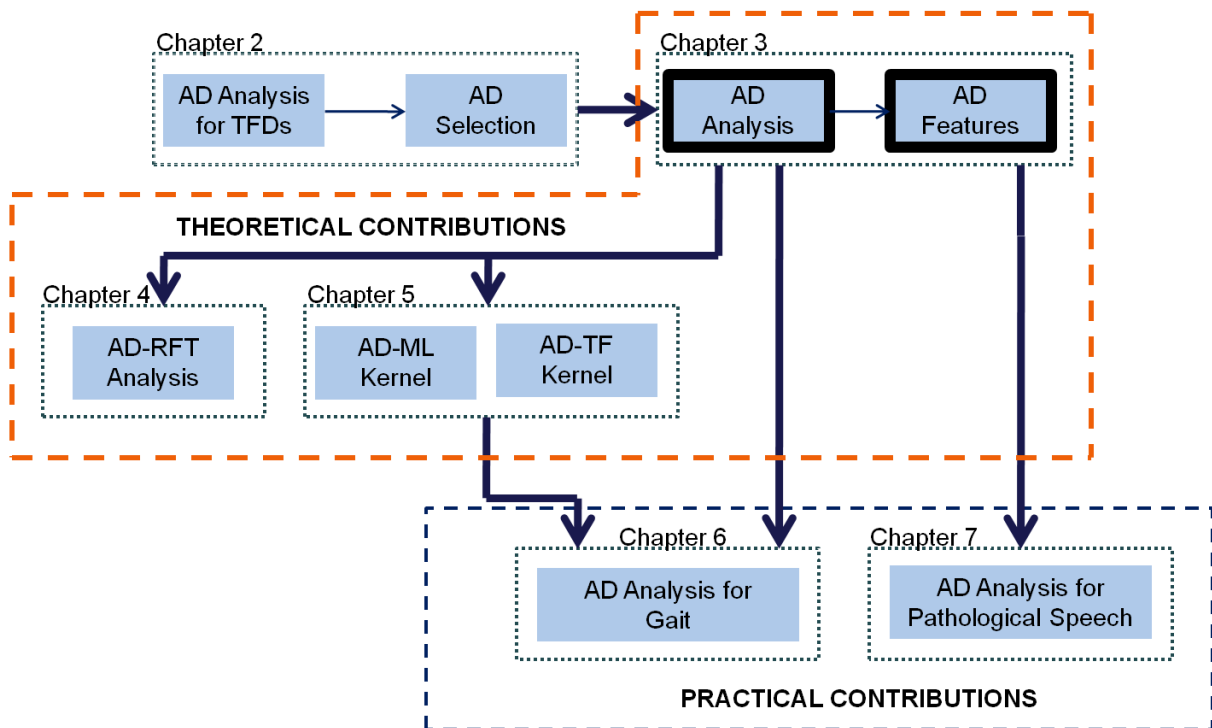 Chapter 2
AD Analysis
for TFDs
AD
Selection
Chapter 3
AD
Analysis
AD
Features
THEORETICAL CONTRIBUTIONS
Chapter 4
AD-RFT
Analysis
Chapter 5
AD-ML
Kernel
AD-TF
Kernel
Chapter 6
AD Analysis for
Gait
Chapter 7
AD Analysis for
Pathological Speech
PRACTICAL CONTRIBUTIONS